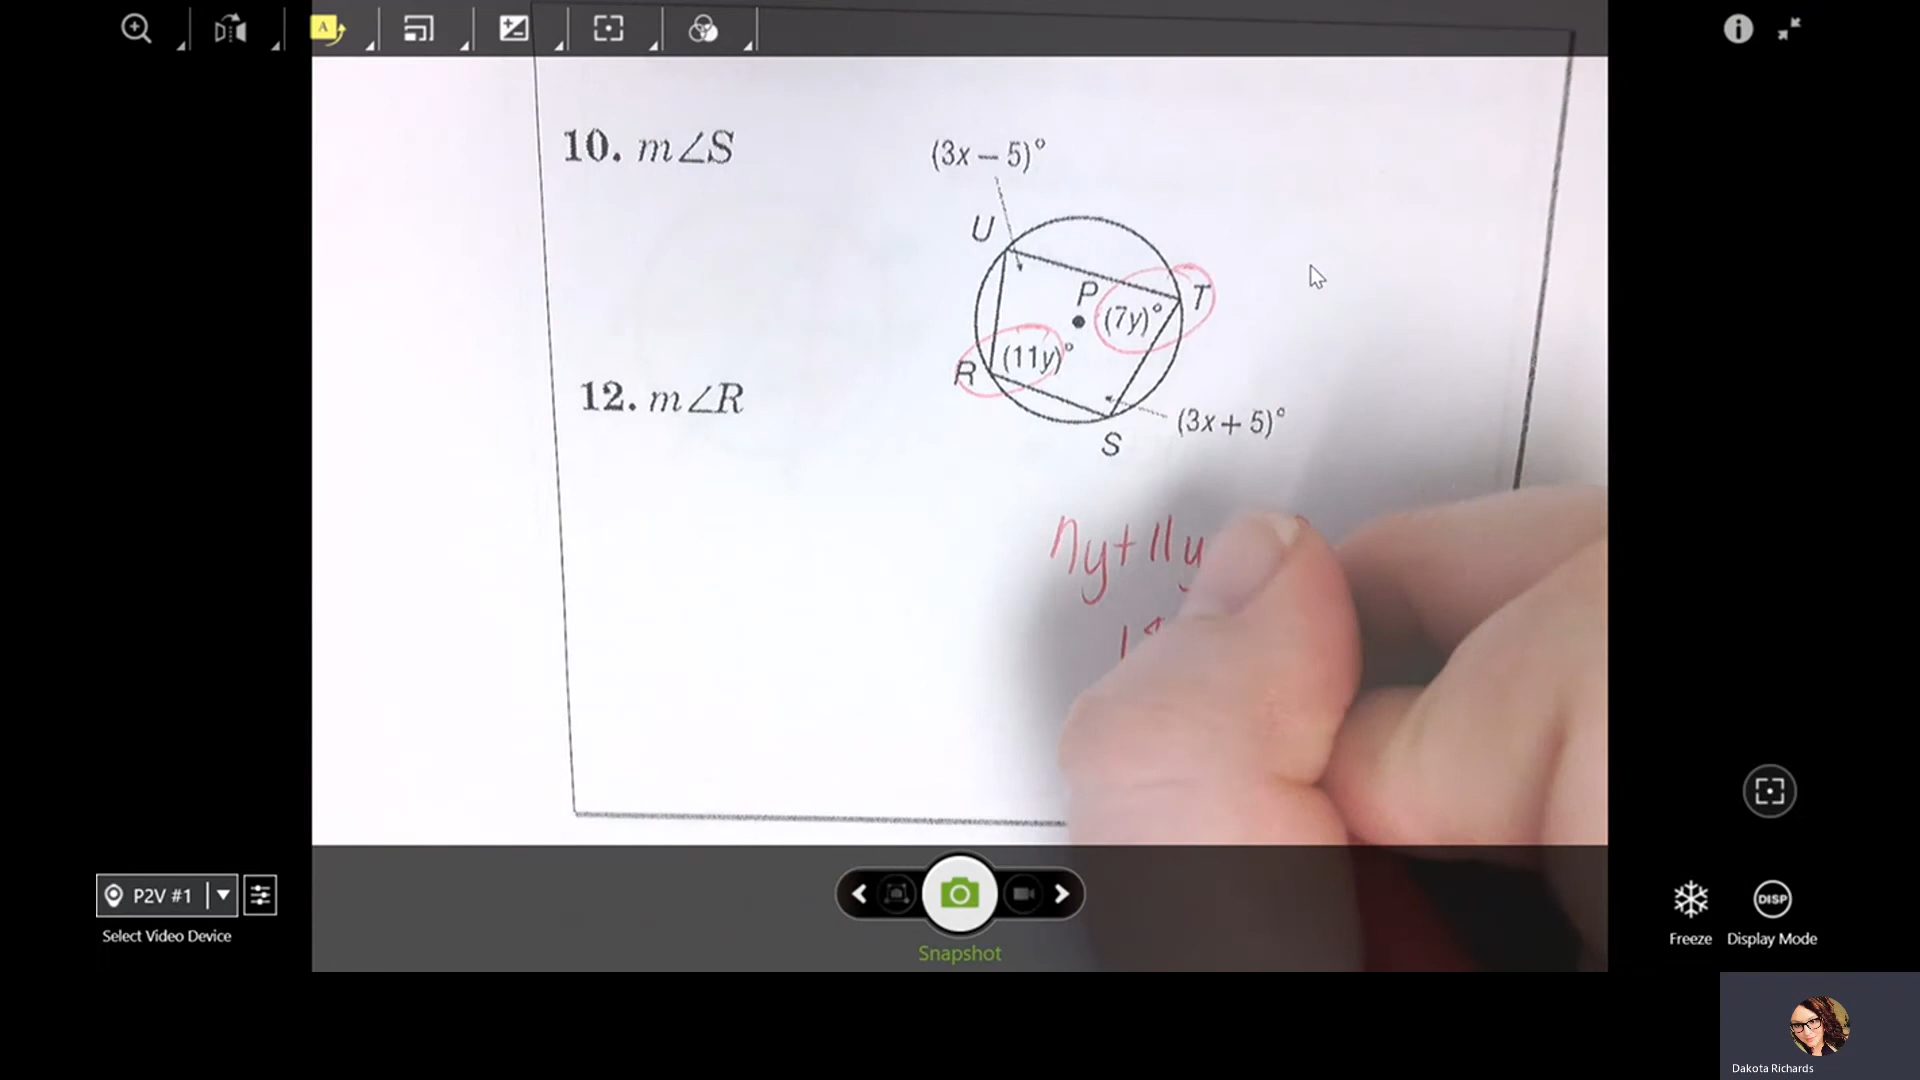 A
10. m∠S
(3x – 5)°
U
P
T
(7y)°
(11y)°
R
12. m∠R
(3x + 5)°
S
7y + 11y
P2V #1
Select Video Device
Snapshot
Freeze
DISP
Display Mode
Dakota Richards